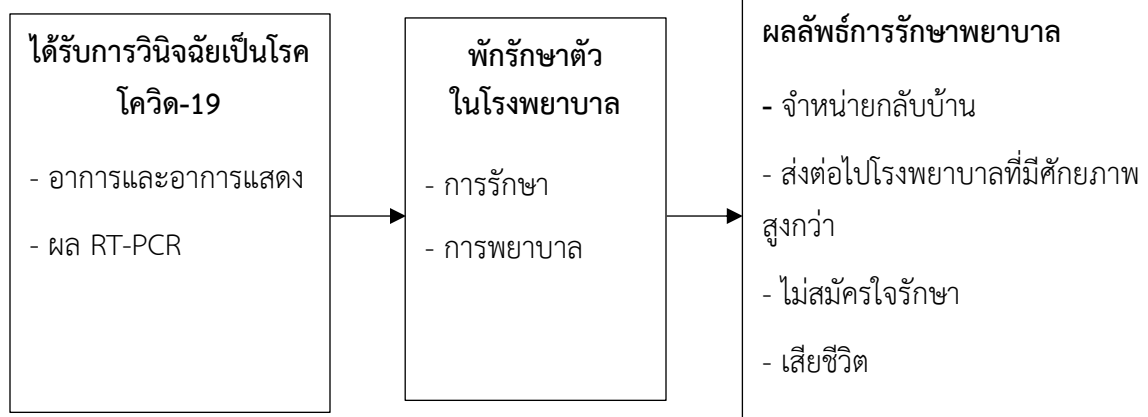 ได้รับการวินิจฉัยเป็นโรค
โควิด-19
- อาการและอาการแสดง
- ผล RT-PCR
พักรักษาตัว
ในโรงพยาบาล
- การรักษา
- การพยาบาล
ผลลัพธ์การรักษาพยาบาล
- จำหน่ายกลับบ้าน
- ส่งต่อไปโรงพยาบาลที่มีศักยภาพ
สูงกว่า
- ไม่สมัครใจรักษา
- เสียชีวิต